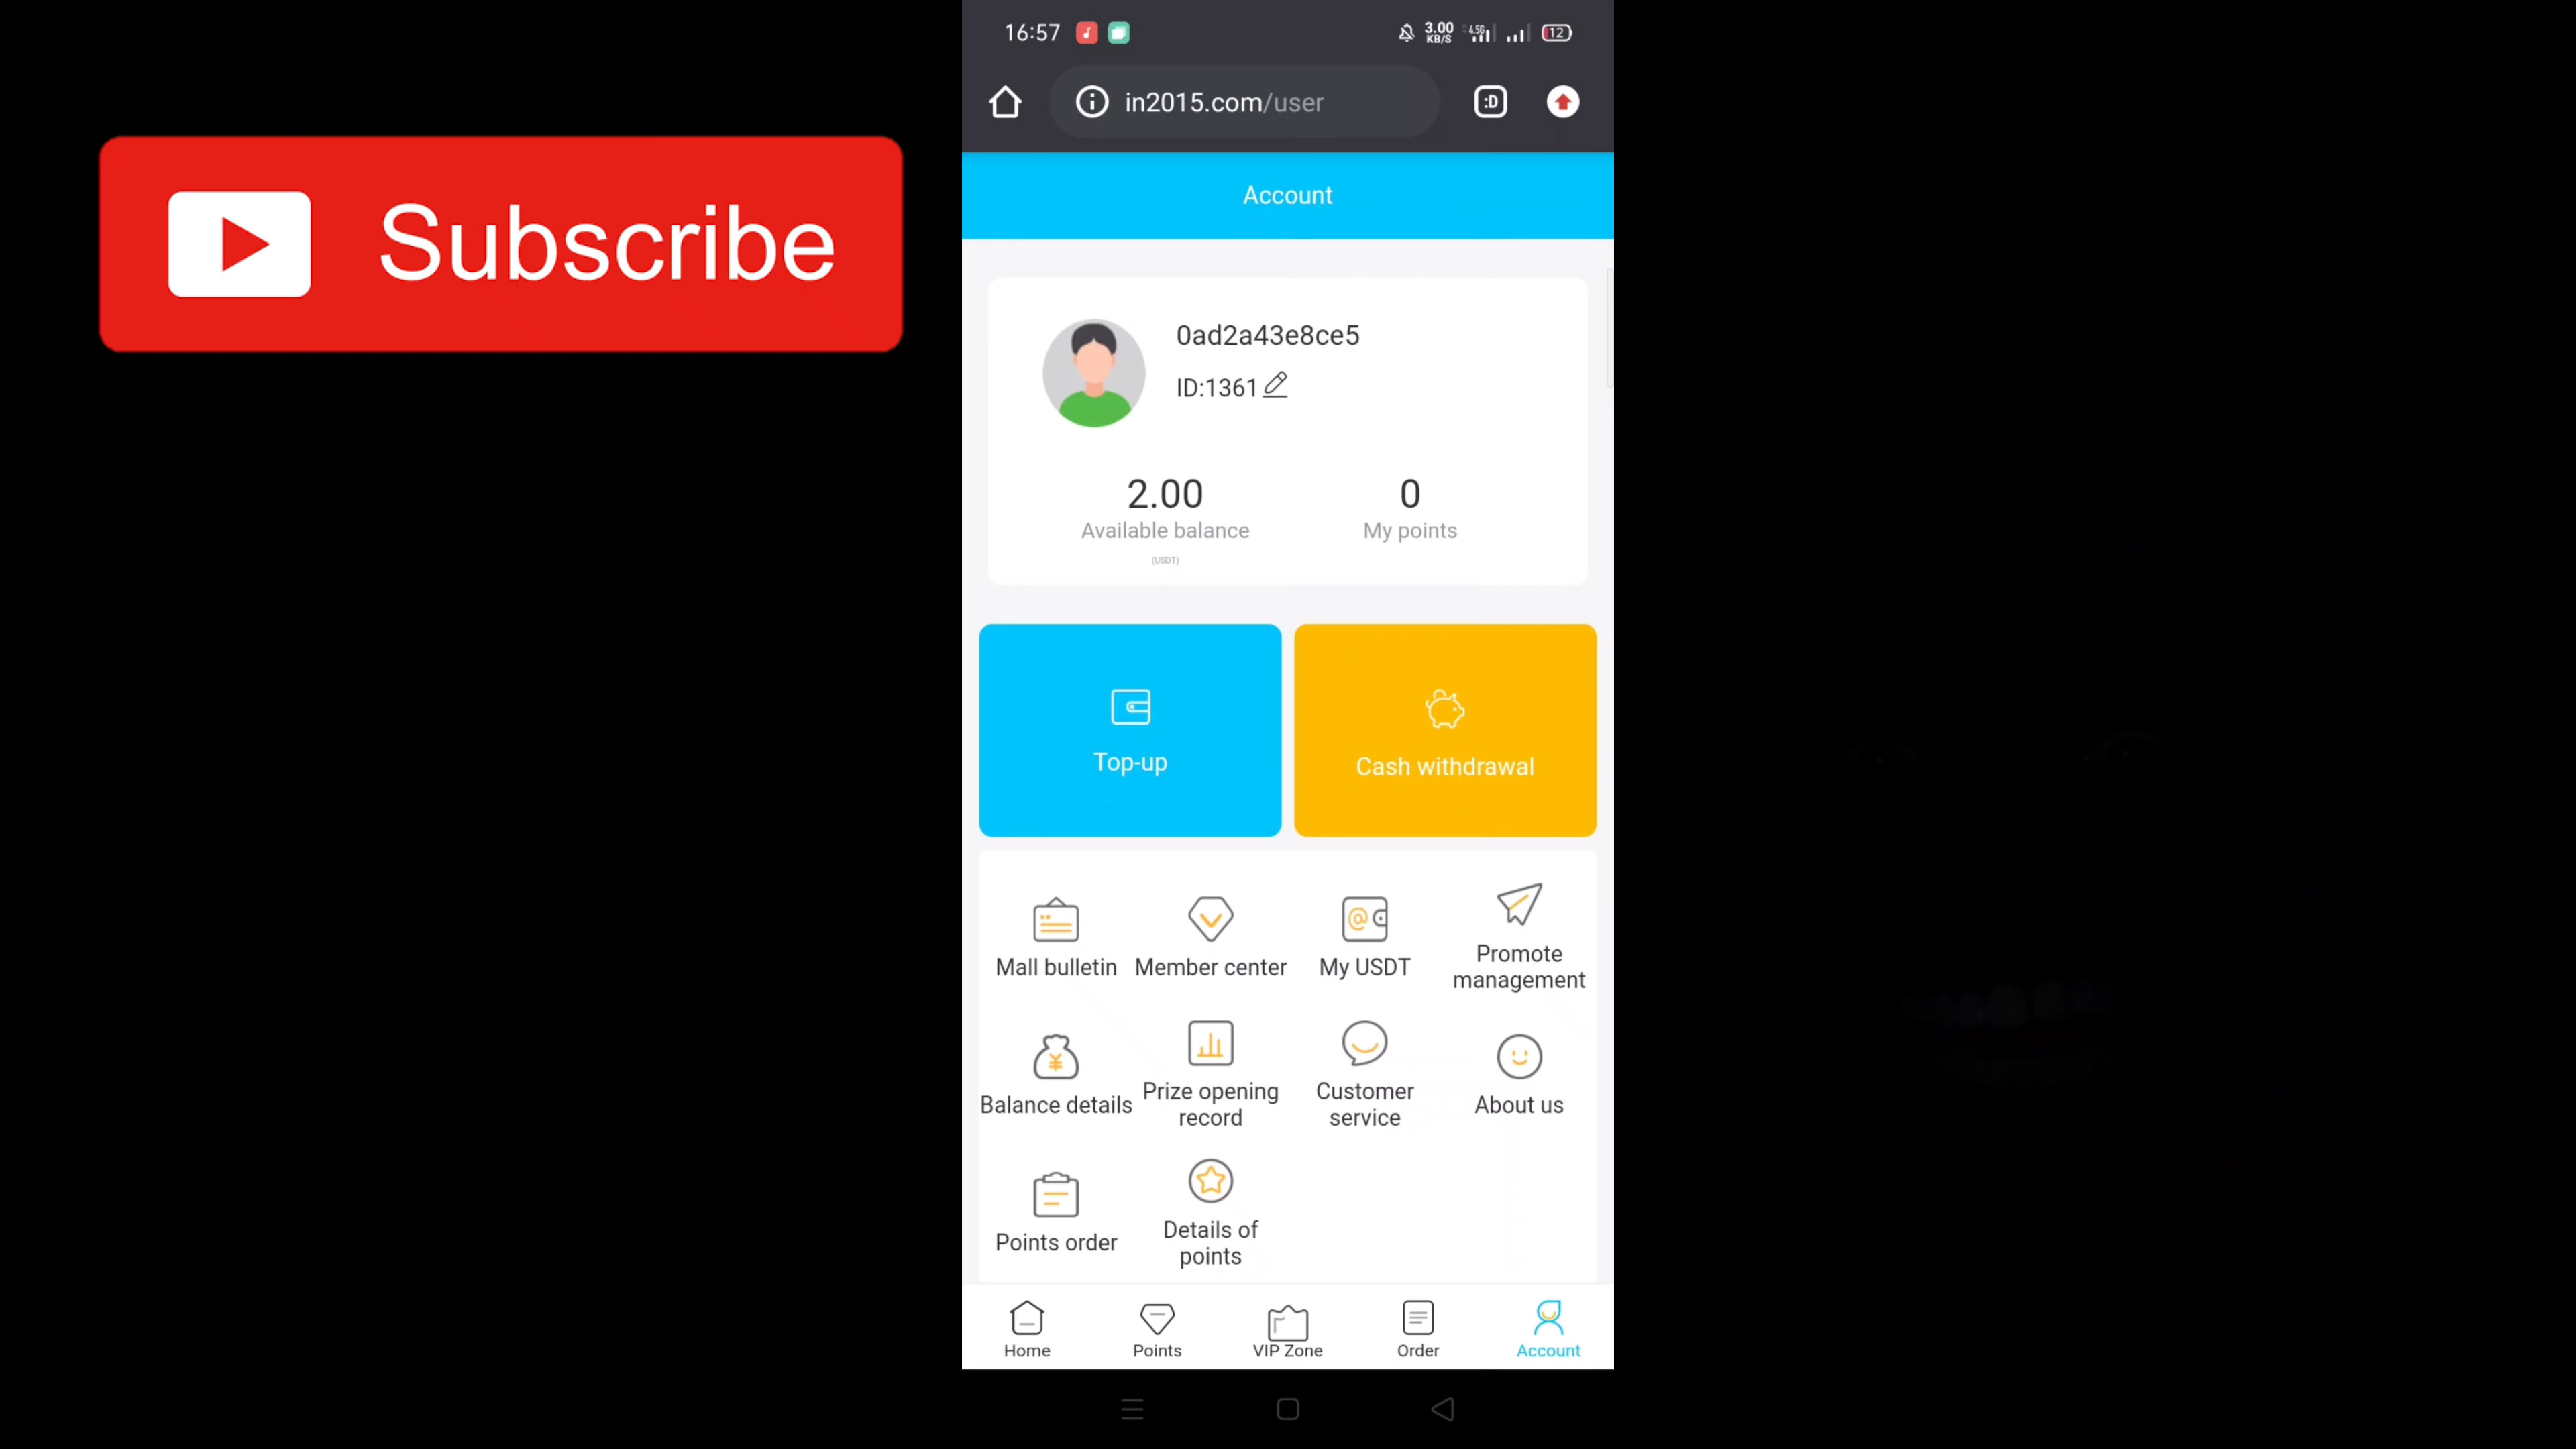 Subscribe
16:57
3.00
KB/S
4.5G
12
in2015.com/user
:D
Account
0ad2a43e8ce5
ID:1361
2.00
0
Available balance
My points
(USDT)
Top-up
Cash withdrawal
Mall bulletin
Member center
My USDT
Promote
management
Balance details
Prize opening
record
Customer
service
About us
Points order
Details of
points
Home
Points
VIP Zone
Order
Account